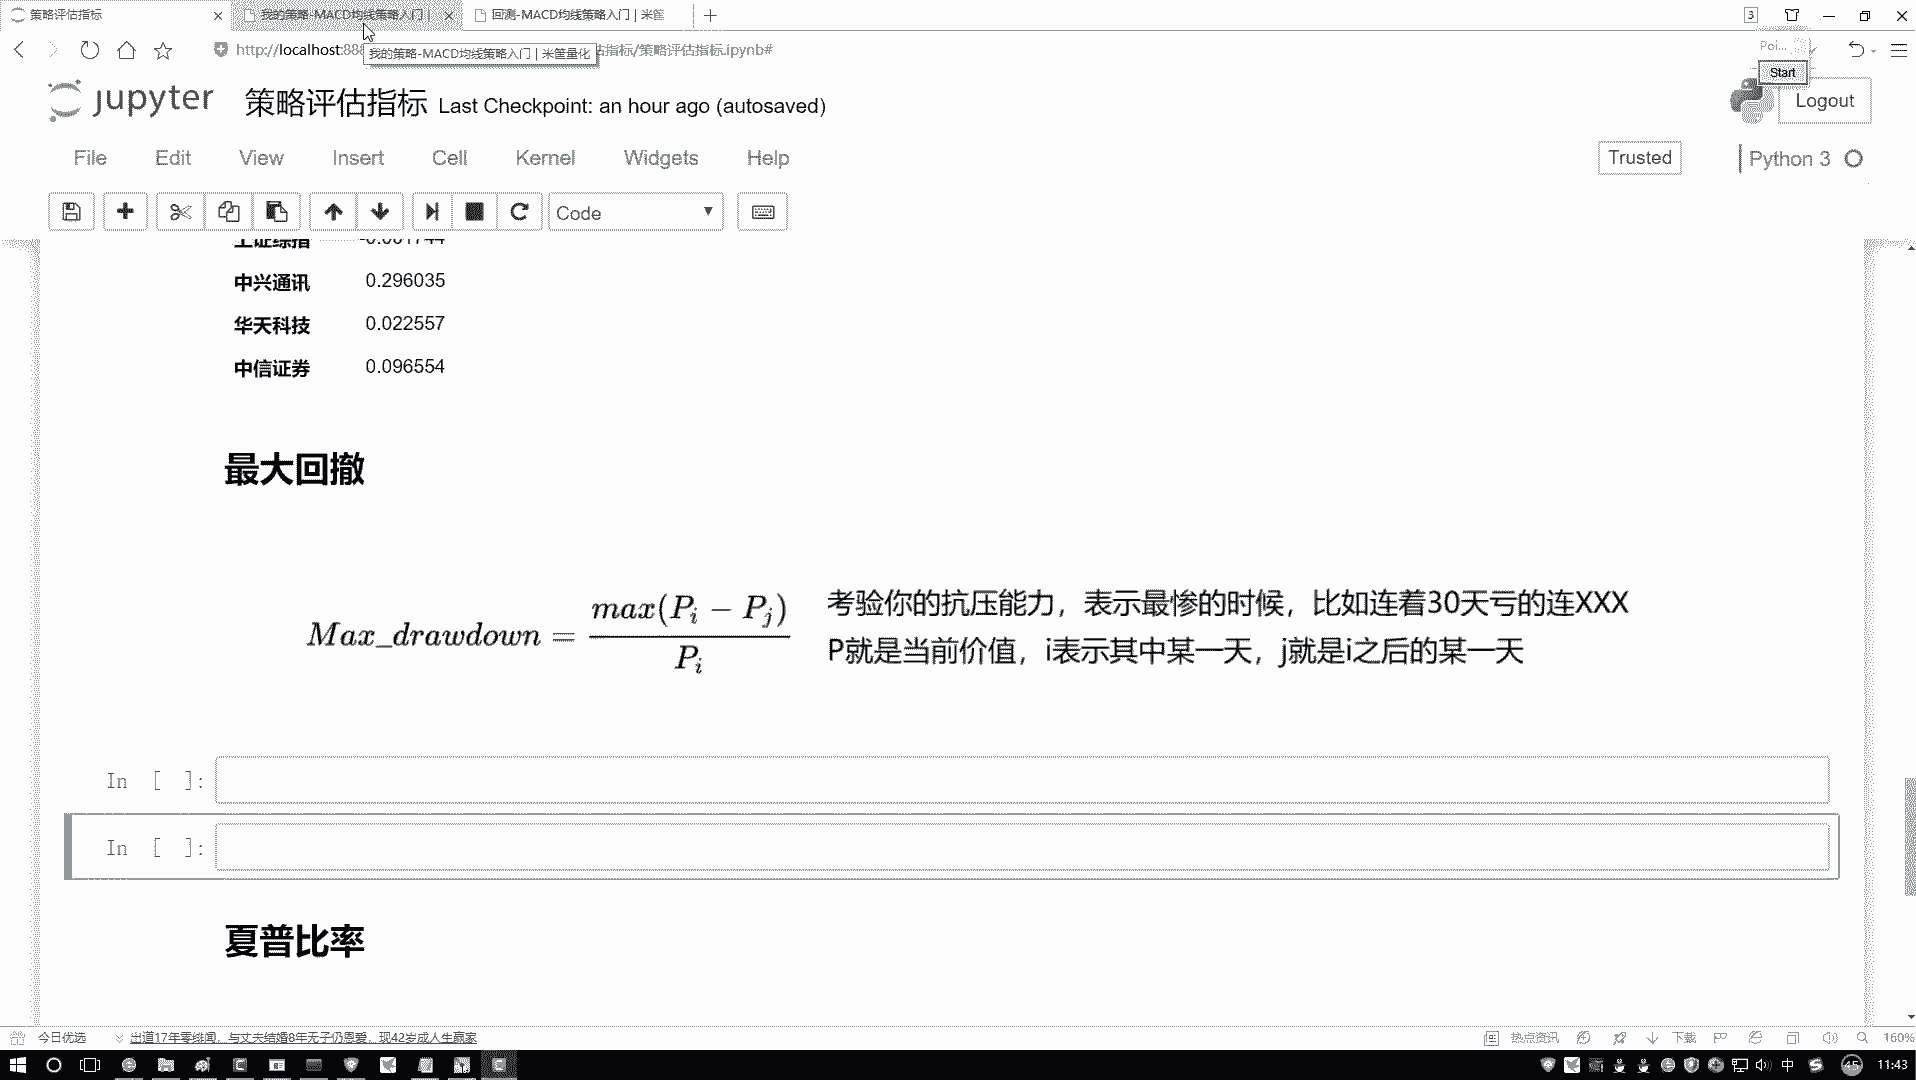 策略评估指标
我的策略-MACD均线策略入门 |
回测-MACD均线策略入门 | 米筐
3
http://localhost:888
估指标/策略评估指标.ipynb#
我的策略-MACD均线策略入门 | 米筐量化
Poi...
Start
jupyter
策略评估指标 Last Checkpoint: an hour ago (autosaved)
Logout
File Edit View Insert Cell Kernel Widgets Help
Trusted
Python 3
Code
上证综指 -0.001744
中兴通讯 0.296035
华天科技 0.022557
中信证券 0.096554
最大回撤
Max_drawdown = max(P_i − P_j) / P_i
考验你的抗压能力，表示最惨的时候，比如连着30天亏的连XXX
P就是当前价值，i表示其中某一天，j就是i之后的某一天
In [ ]:
In [ ]:
夏普比率
今日优选
出道17年零绯闻，与丈夫结婚8年无子仍恩爱，现42岁成人生赢家
热点资讯
下载
160%
中
45
11:43